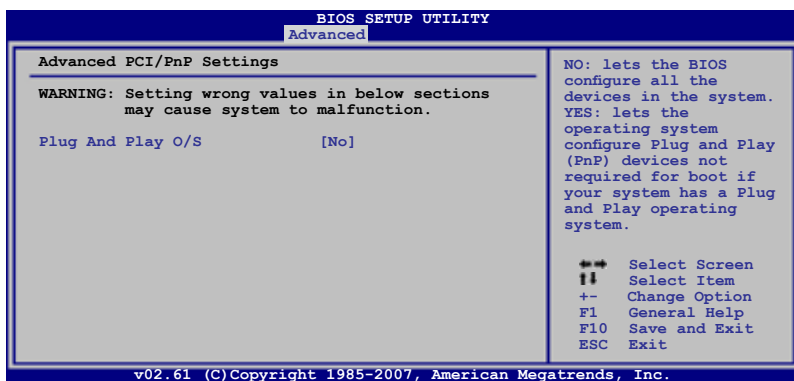 BIOS SETUP UTILITY
Advanced
Advanced PCI/PnP Settings
WARNING: Setting wrong values in below sections
may cause system to malfunction.
Plug And Play O/S [No]
NO: lets the BIOS
configure all the
devices in the system.
YES: lets the
operating system
configure Plug and Play
(PnP) devices not
required for boot if
your system has a Plug
and Play operating
system.
←→ Select Screen
↑↓ Select Item
+- Change Option
F1 General Help
F10 Save and Exit
ESC Exit
v02.61 (C)Copyright 1985-2007, American Megatrends, Inc.